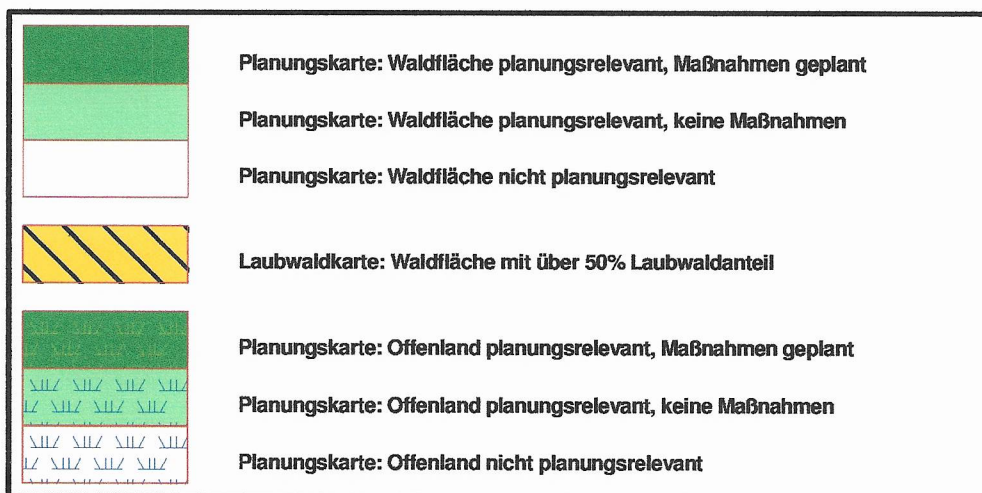 Planungskarte: Waldfläche planungsrelevant, Maßnahmen geplant
Planungskarte: Waldfläche planungsrelevant, keine Maßnahmen
Planungskarte: Waldfläche nicht planungsrelevant
Laubwaldkarte: Waldfläche mit über 50% Laubwaldanteil
Planungskarte: Offenland planungsrelevant, Maßnahmen geplant
Planungskarte: Offenland planungsrelevant, keine Maßnahmen
Planungskarte: Offenland nicht planungsrelevant